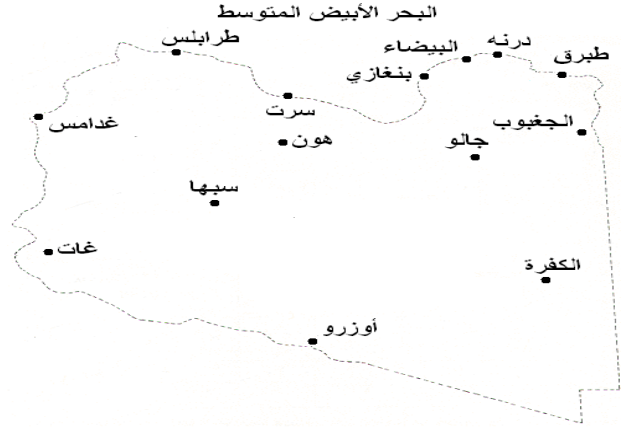 البحر الأبيض المتوسط
درنه
طرابلس
البيضاء
طبرق
بنغازي
سرت
غدامس
الجغبوب
هون
جالو
سبها
غات
الكفرة
أوزرو